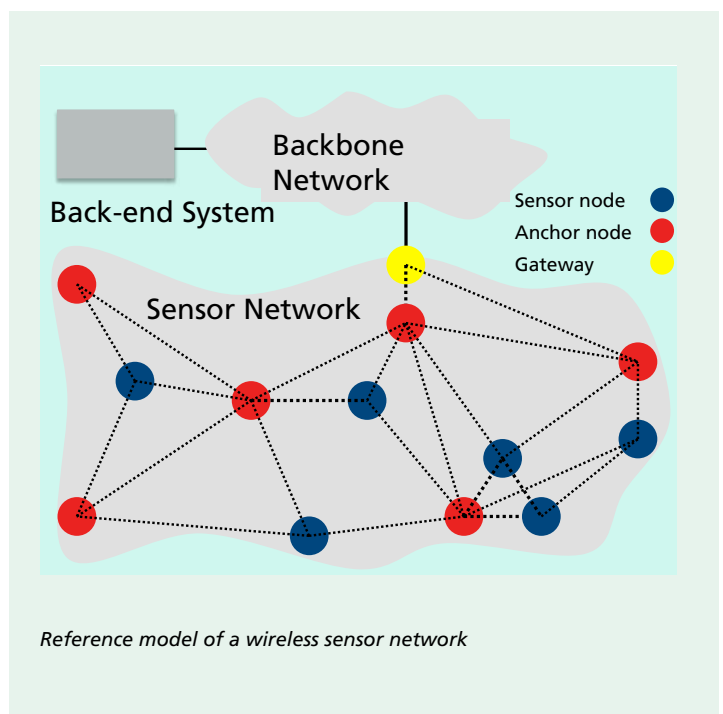 Backbone
Network
Back-end System
Sensor node
Anchor node
Gateway
Sensor Network
Reference model of a wireless sensor network